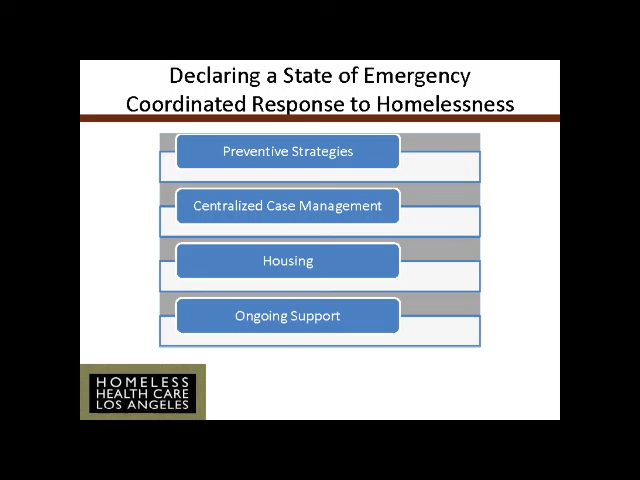 Declaring a State of Emergency
Coordinated Response to Homelessness
Preventive Strategies
Centralized Case Management
Housing
Ongoing Support
HOMELESS
HEALTH CARE
LOS ANGELES